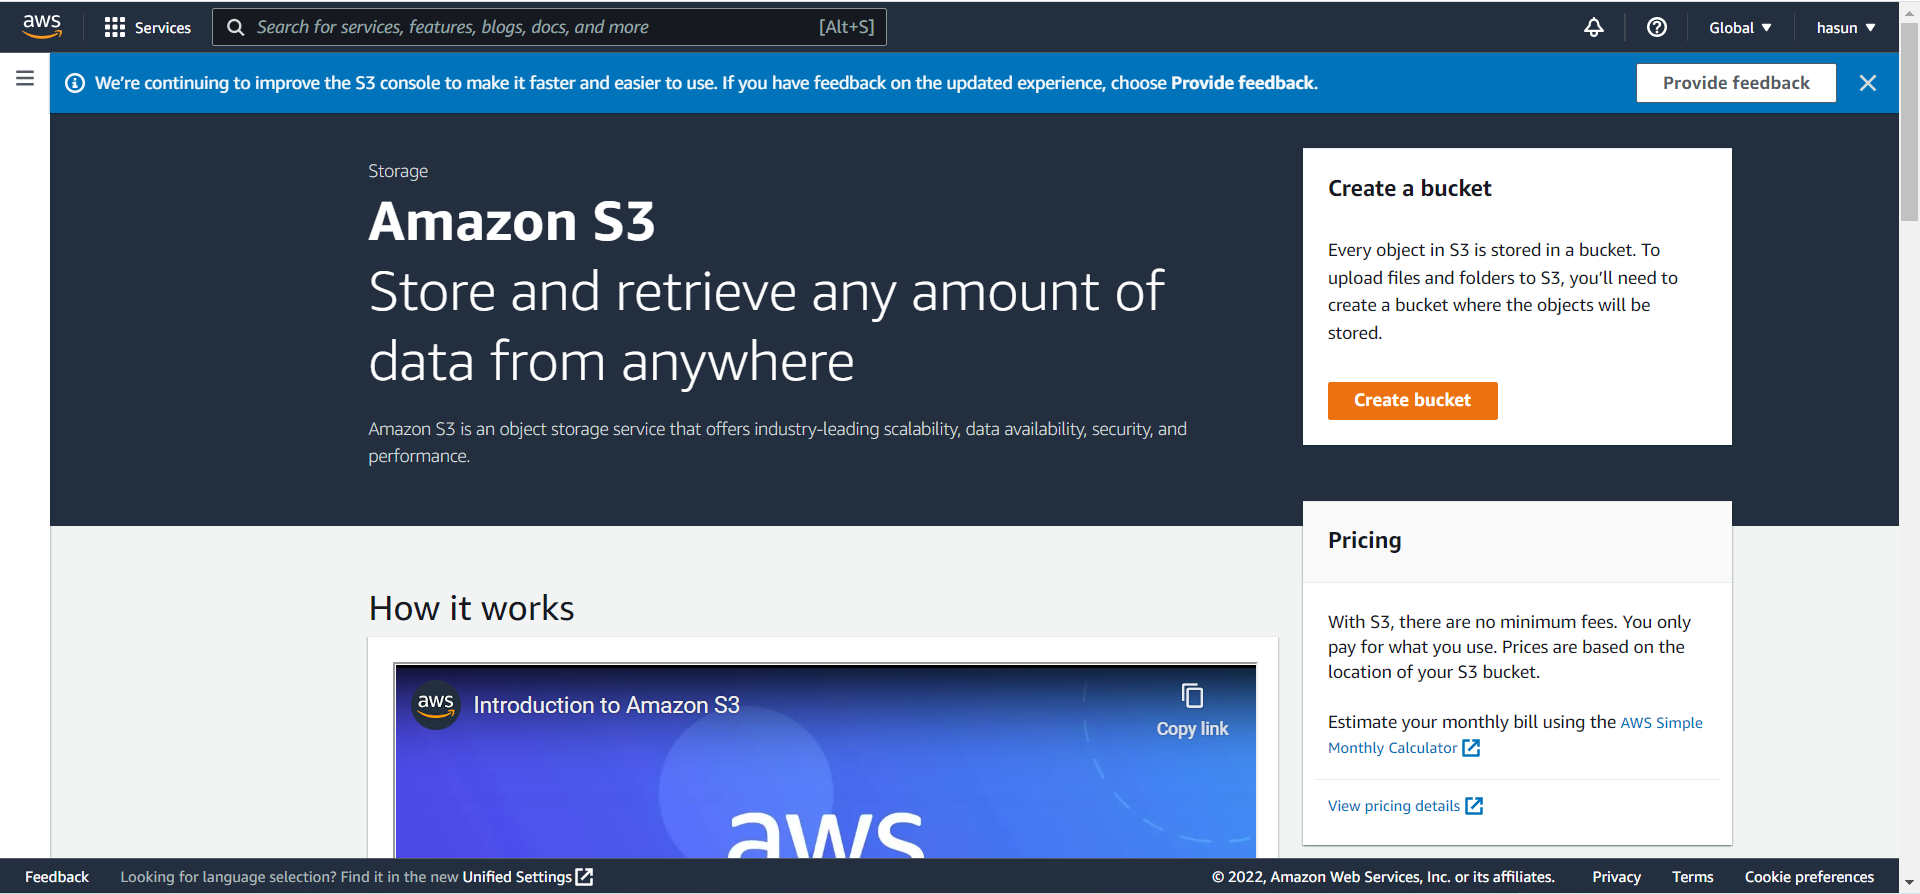 aws
Services
Search for services, features, blogs, docs, and more
[Alt+S]
Global
hasun
We’re continuing to improve the S3 console to make it faster and easier to use. If you have feedback on the updated experience, choose Provide feedback.
Provide feedback
Storage
Amazon S3
Store and retrieve any amount of
data from anywhere
Amazon S3 is an object storage service that offers industry-leading scalability, data availability, security, and
performance.
Create a bucket
Every object in S3 is stored in a bucket. To
upload files and folders to S3, you’ll need to
create a bucket where the objects will be
stored.
Create bucket
How it works
aws
Introduction to Amazon S3
Copy link
aws
Pricing
With S3, there are no minimum fees. You only
pay for what you use. Prices are based on the
location of your S3 bucket.
Estimate your monthly bill using the AWS Simple
Monthly Calculator
View pricing details
Feedback
Looking for language selection? Find it in the new Unified Settings
© 2022, Amazon Web Services, Inc. or its affiliates.
Privacy
Terms
Cookie preferences